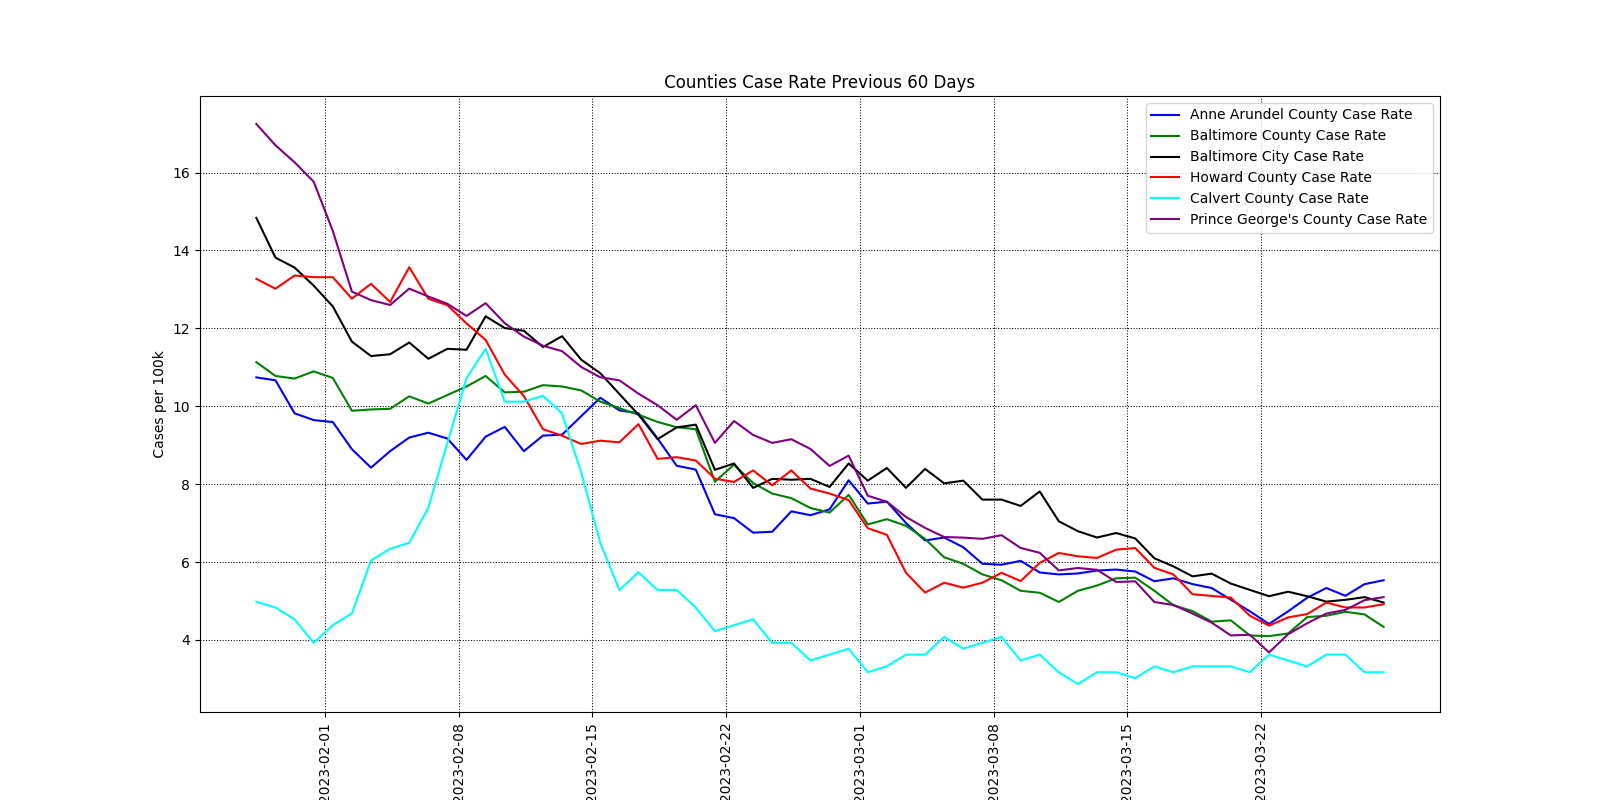 Counties Case Rate Previous 60 Days
Anne Arundel County Case Rate
Baltimore County Case Rate
Baltimore City Case Rate
Howard County Case Rate
Calvert County Case Rate
Prince George's County Case Rate
Cases per 100k
16
14
12
10
8
6
4
2023-02-01
2023-02-08
2023-02-15
2023-02-22
2023-03-01
2023-03-08
2023-03-15
2023-03-22